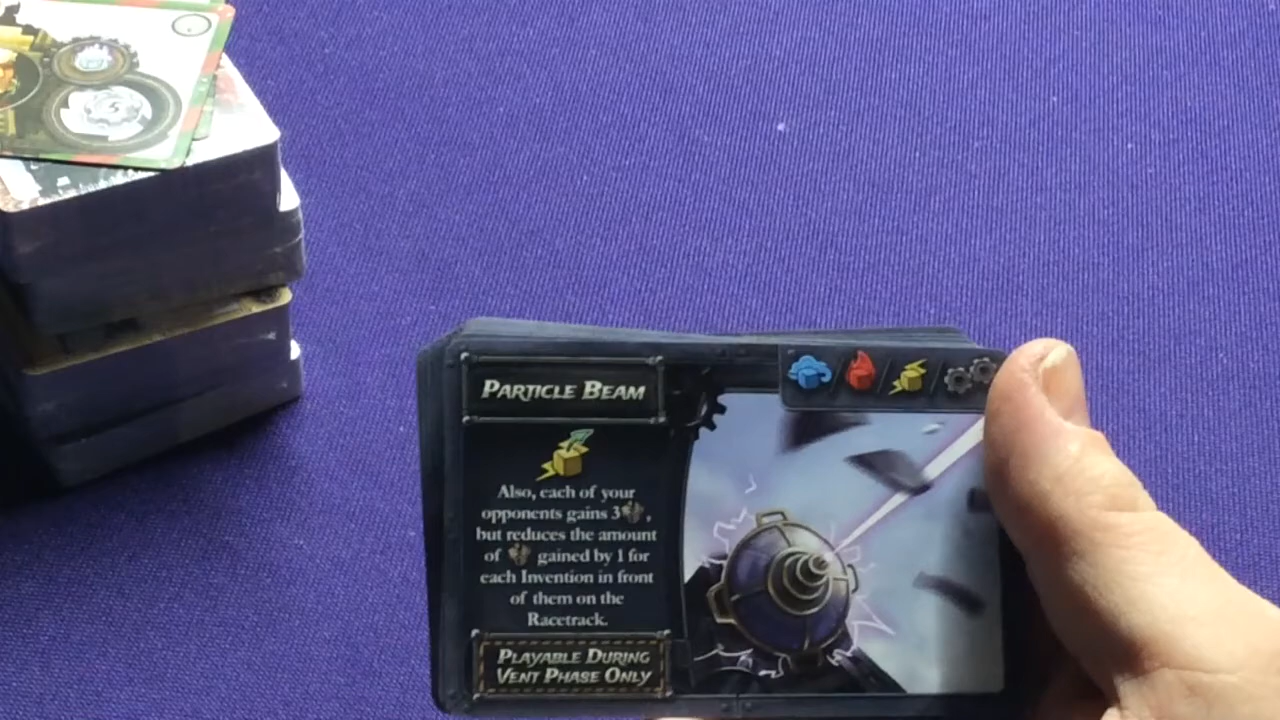 PARTICLE BEAM
Also, each of your
opponents gains 3 ,
but reduces the amount
of gained by 1 for
each Invention in front
of them on the
Racetrack.
PLAYABLE DURING
VENT PHASE ONLY